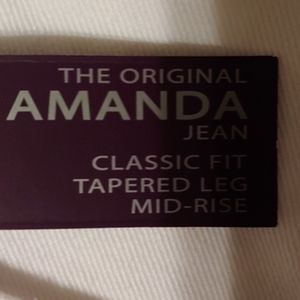 THE ORIGINAL
AMANDA
JEAN
CLASSIC FIT
TAPERED LEG
MID-RISE